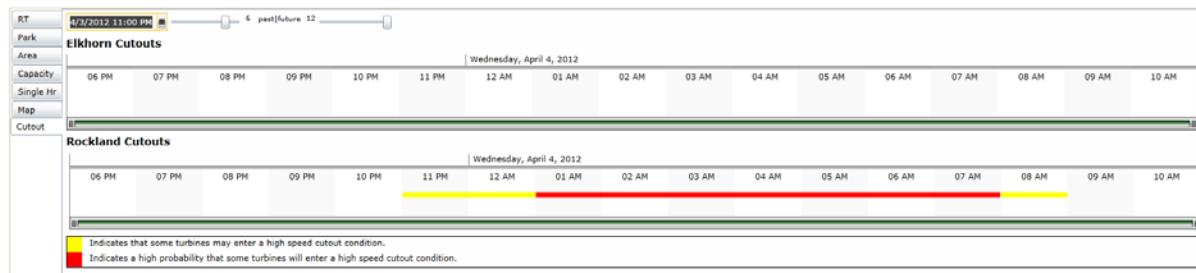 RT
Park
Area
Capacity
Single Hr
Map
Cutout
4/3/2012 11:00 PM 6 past|future 12
Elkhorn Cutouts
Wednesday, April 4, 2012
06 PM 07 PM 08 PM 09 PM 10 PM 11 PM 12 AM 01 AM 02 AM 03 AM 04 AM 05 AM 06 AM 07 AM 08 AM 09 AM 10 AM
Rockland Cutouts
Wednesday, April 4, 2012
06 PM 07 PM 08 PM 09 PM 10 PM 11 PM 12 AM 01 AM 02 AM 03 AM 04 AM 05 AM 06 AM 07 AM 08 AM 09 AM 10 AM
Indicates that some turbines may enter a high speed cutout condition.
Indicates a high probability that some turbines will enter a high speed cutout condition.